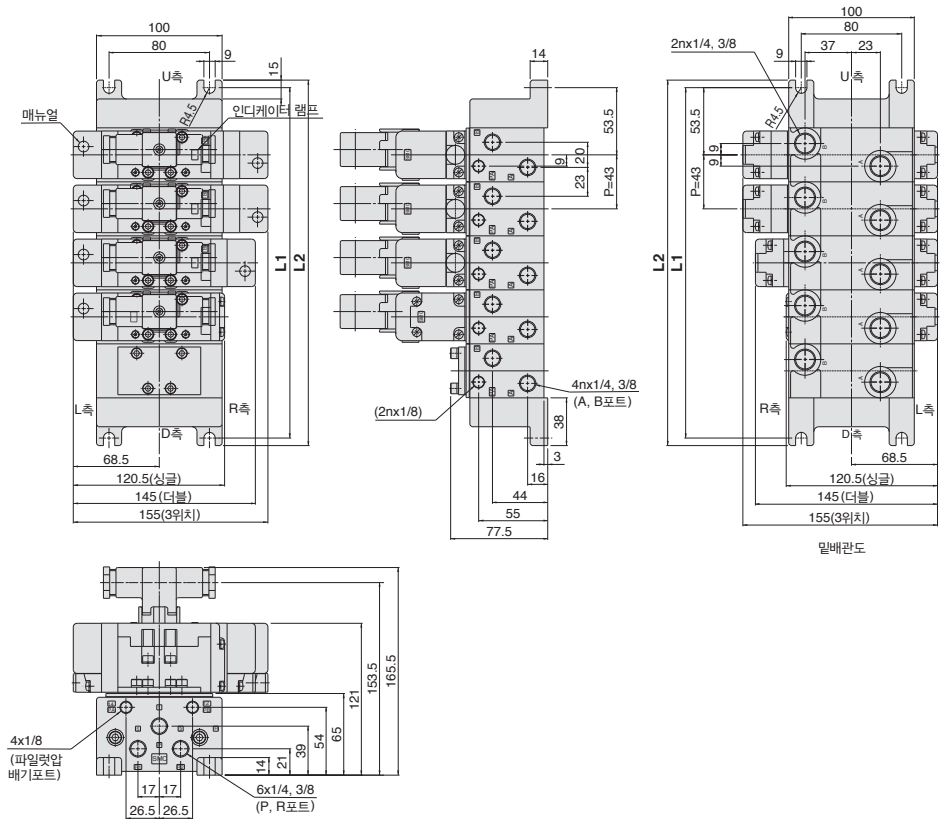 100
80
9
15
U측
R4.5
매뉴얼
인디케이터 램프
L1
L2
L측
R측
D측
68.5
120.5(싱글)
145(더블)
155(3위치)
14
53.5
9
20
23
P=43
(2nx1/8)
4nx1/4, 3/8
(A, B포트)
38
3
16
44
55
77.5
100
80
2nx1/4, 3/8
9
37
23
U측
R4.5
53.5
9
9
P=43
B
A
B
A
B
A
B
A
B
A
L2
L1
R측
L측
D측
68.5
120.5(싱글)
145(더블)
155(3위치)
밑배관도
4x1/8
(파일럿압
배기포트)
SMC
14
21
39
54
65
121
153.5
165.5
17
17
26.5
26.5
6x1/4, 3/8
(P, R포트)